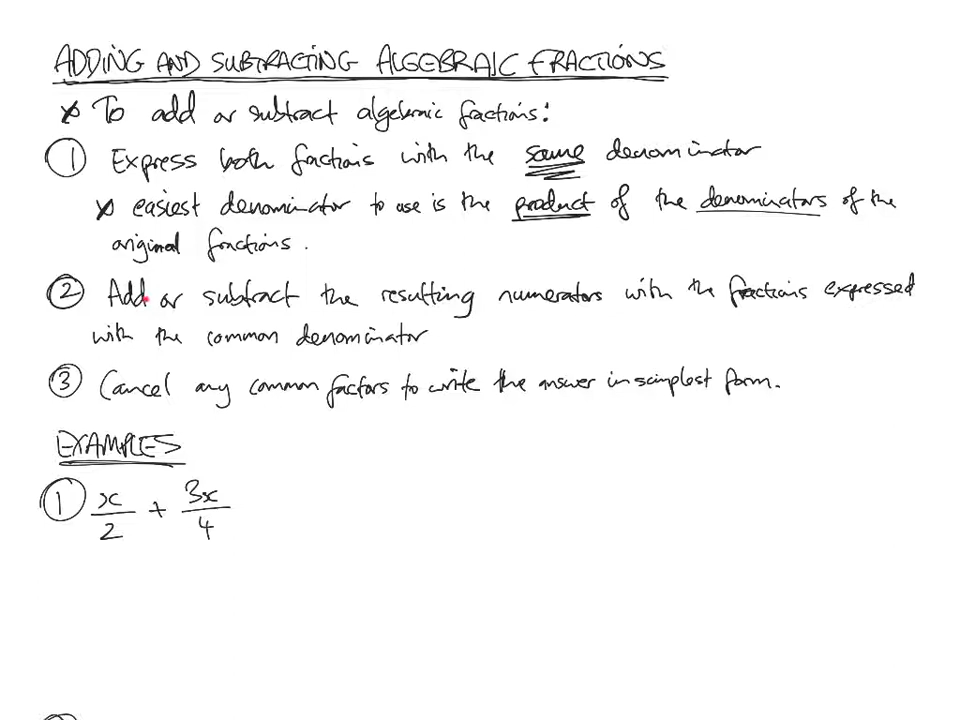 ADDING AND SUBTRACTING ALGEBRAIC FRACTIONS
* To add or subtract algebraic fractions:
① Express both fractions with the same denominator
* easiest denominator to use is the product of the denominators of the
original fractions.
② Add or subtract the resulting numerators with the fractions expressed
with the common denominator
③ Cancel any common factors to write the answer in simplest form.
EXAMPLES
① x/2 + 3x/4